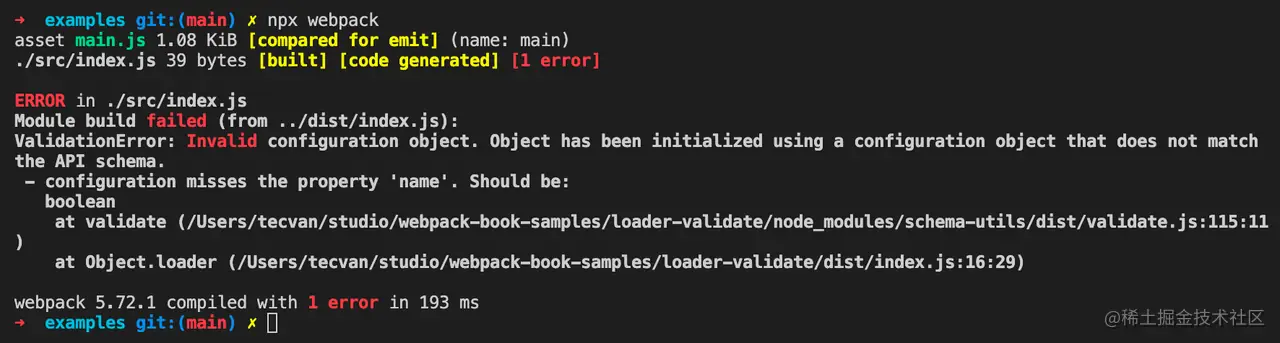 ➜  examples git:(main) ✗ npx webpack
asset main.js 1.08 KiB [compared for emit] (name: main)
./src/index.js 39 bytes [built] [code generated] [1 error]

ERROR in ./src/index.js
Module build failed (from ../dist/index.js):
ValidationError: Invalid configuration object. Object has been initialized using a configuration object that does not match
the API schema.
 - configuration misses the property 'name'. Should be:
   boolean
    at validate (/Users/tecvan/studio/webpack-book-samples/loader-validate/node_modules/schema-utils/dist/validate.js:115:11
)
    at Object.loader (/Users/tecvan/studio/webpack-book-samples/loader-validate/dist/index.js:16:29)

webpack 5.72.1 compiled with 1 error in 193 ms
➜  examples git:(main) ✗
@稀土掘金技术社区